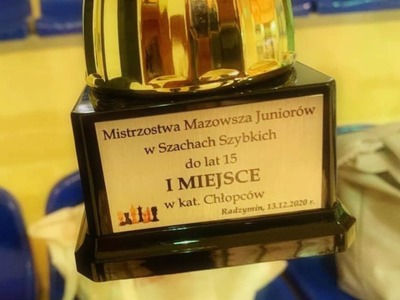 Mistrzostwa Mazowsza Juniorów
w Szachach Szybkich
do lat 15
I MIEJSCE
w kat. Chłopców
Radzymin, 13.12.2020 r.